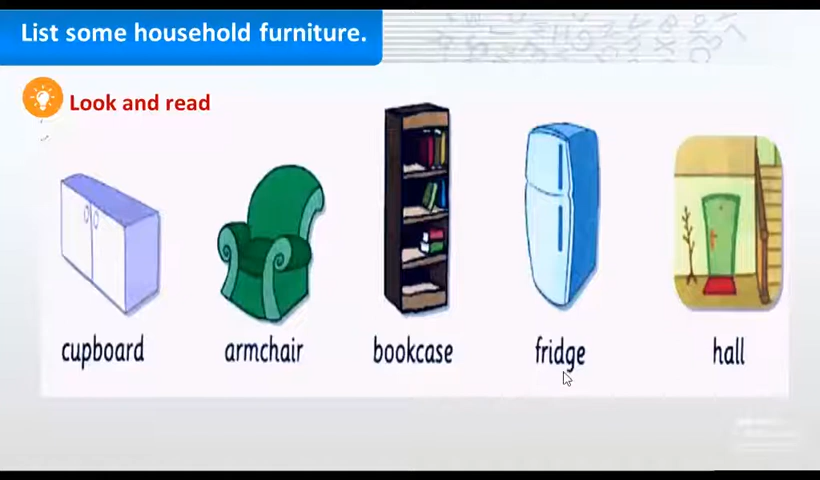 List some household furniture.
Look and read
cupboard armchair bookcase fridge hall